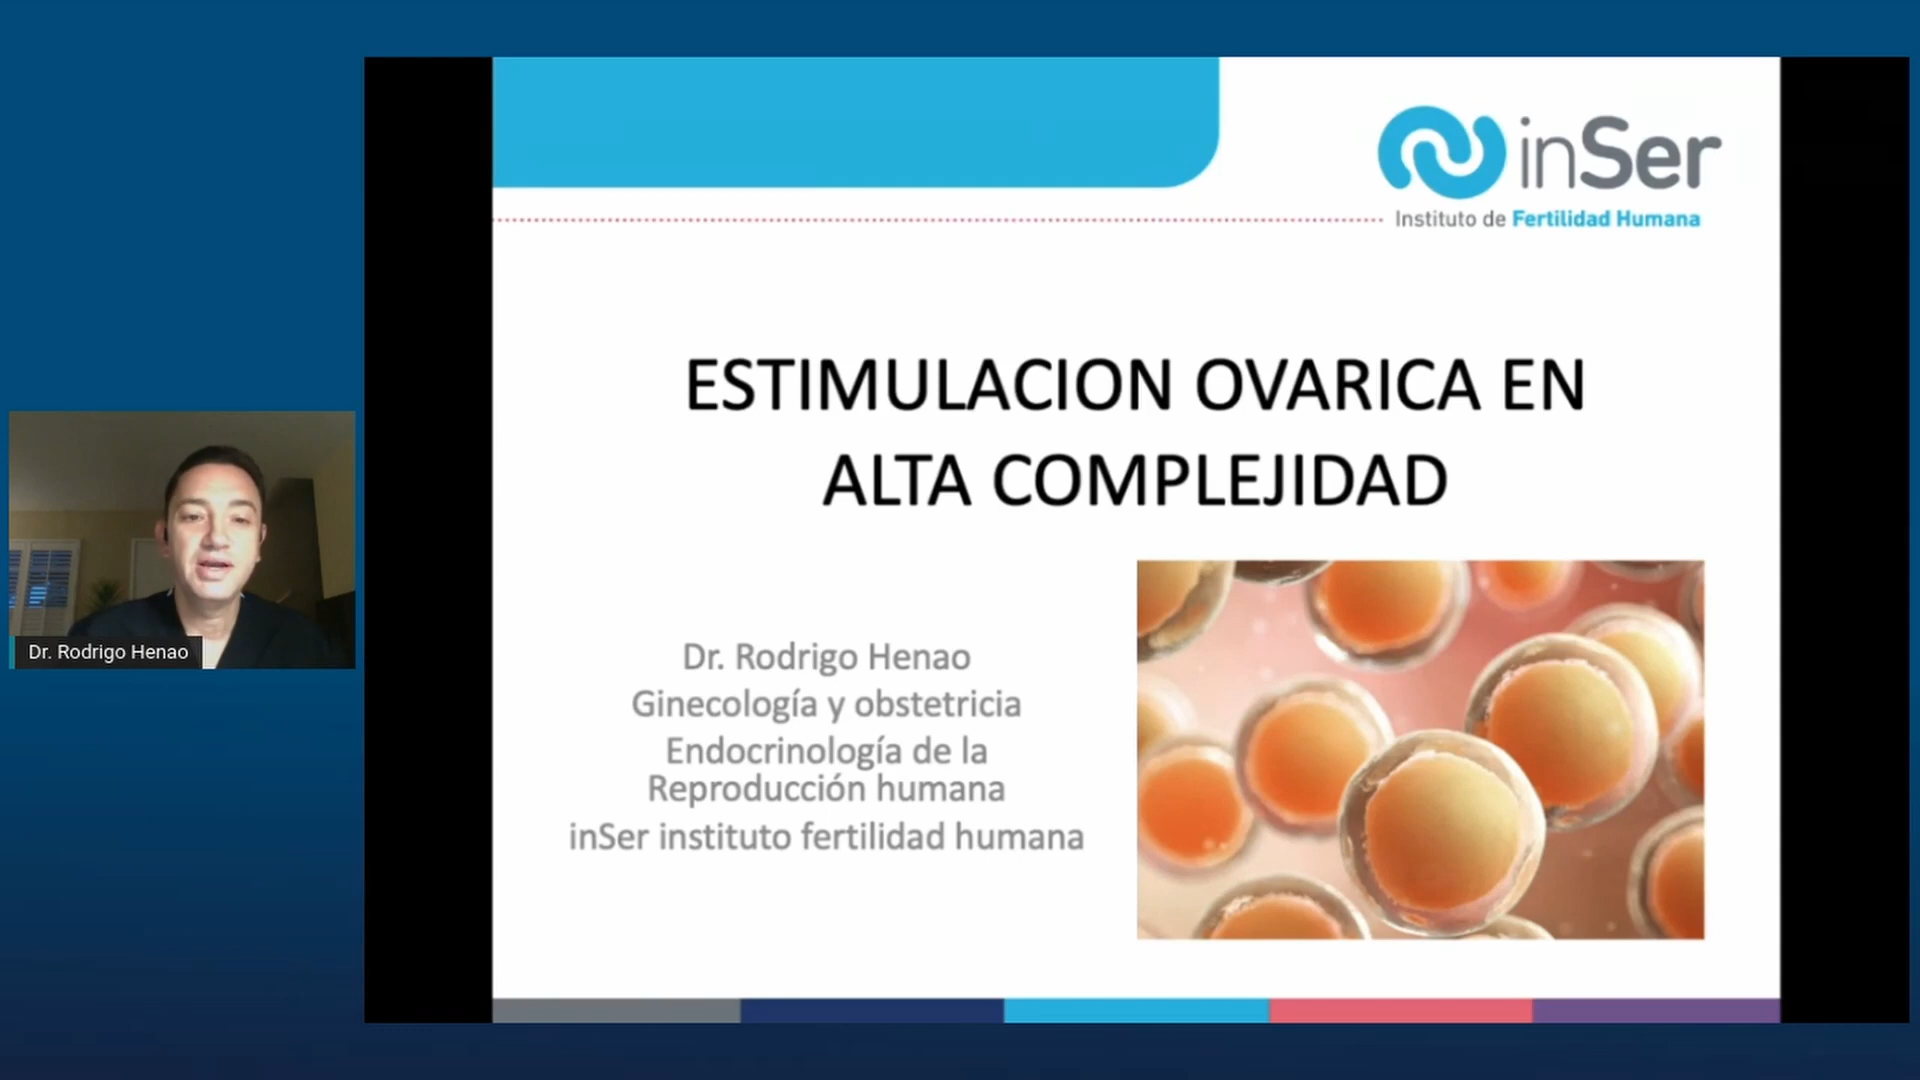 inSer
Instituto de Fertilidad Humana
ESTIMULACION OVARICA EN
ALTA COMPLEJIDAD
Dr. Rodrigo Henao
Ginecología y obstetricia
Endocrinología de la
Reproducción humana
inSer instituto fertilidad humana
Dr. Rodrigo Henao